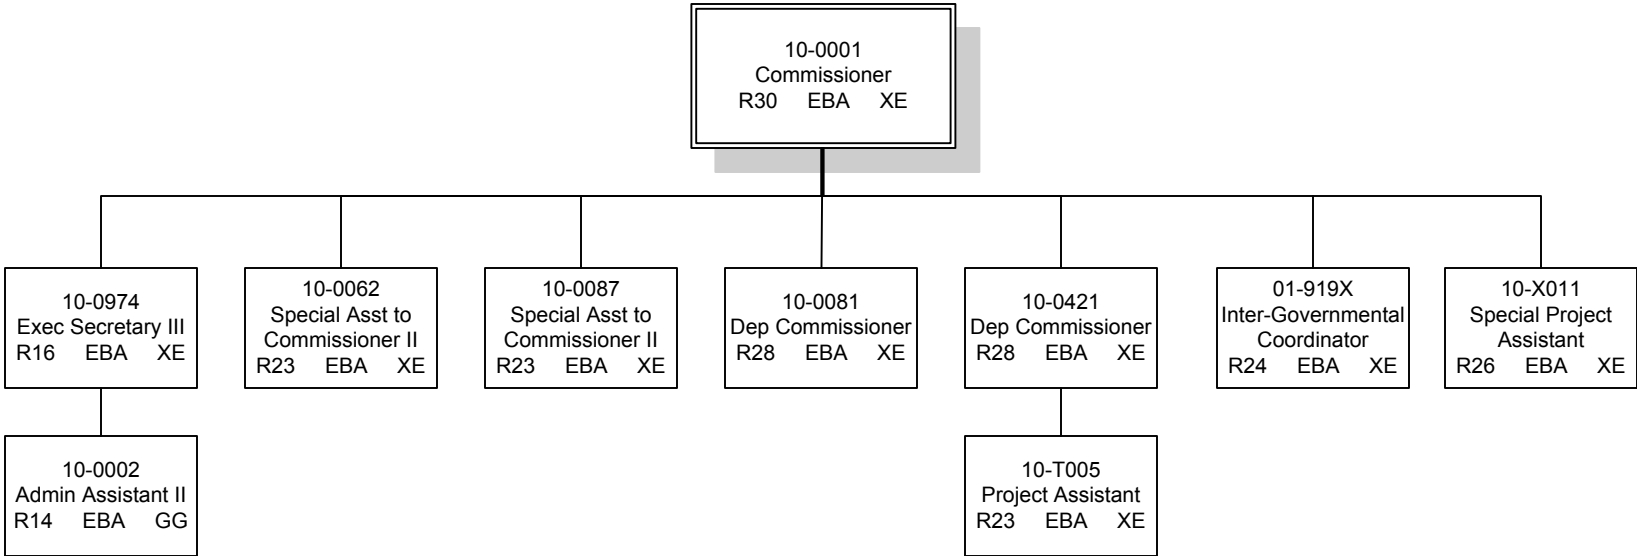 10-0001
Commissioner
R30 EBA XE
10-0974
Exec Secretary III
R16 EBA XE
10-0062
Special Asst to
Commissioner II
R23 EBA XE
10-0087
Special Asst to
Commissioner II
R23 EBA XE
10-0081
Dep Commissioner
R28 EBA XE
10-0421
Dep Commissioner
R28 EBA XE
01-919X
Inter-Governmental
Coordinator
R24 EBA XE
10-X011
Special Project
Assistant
R26 EBA XE
10-0002
Admin Assistant II
R14 EBA GG
10-T005
Project Assistant
R23 EBA XE